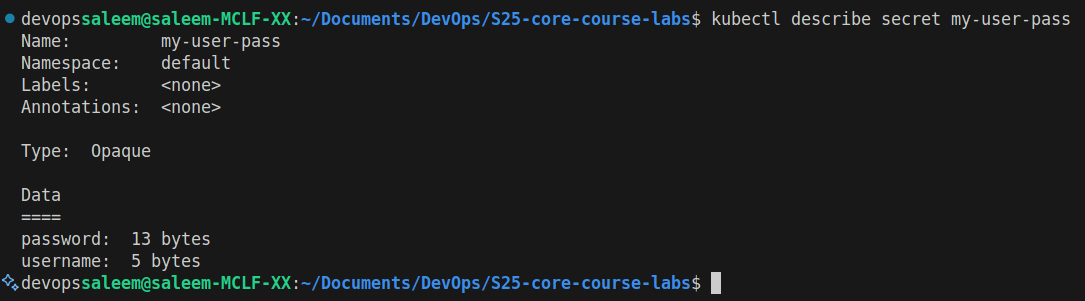 devopssaleem@saleem-MCLF-XX:~/Documents/DevOps/S25-core-course-labs$ kubectl describe secret my-user-pass
Name:         my-user-pass
Namespace:    default
Labels:       <none>
Annotations:  <none>

Type:  Opaque

Data
====
password:  13 bytes
username:  5 bytes
devopssaleem@saleem-MCLF-XX:~/Documents/DevOps/S25-core-course-labs$